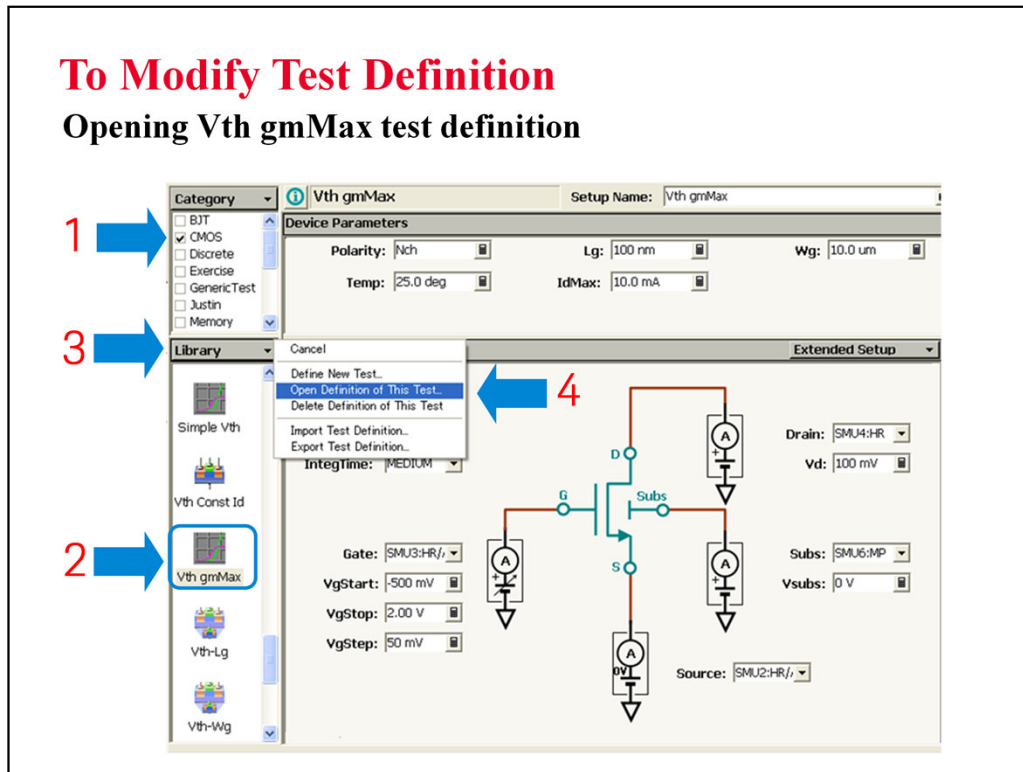 To Modify Test Definition
Opening Vth gmMax test definition
Category
Vth gmMax
Setup Name:
Vth gmMax
1
BJT
CMOS
Discrete
Exercise
GenericTest
Justin
Memory
Device Parameters
Polarity:
Nch
Lg:
100 nm
Wg:
10.0 um
Temp:
25.0 deg
IdMax:
10.0 mA
3
Library
Extended Setup
Cancel
Define New Test...
Open Definition of This Test...
Delete Definition of This Test
Import Test Definition...
Export Test Definition...
4
Simple Vth
Vth Const Id
2
Vth gmMax
Vth-Lg
Vth-Wg
IntegTime:
MEDIUM
Gate:
SMU3:HR/
VgStart:
-500 mV
VgStop:
2.00 V
VgStep:
50 mV
A
+
D
G
Subs
S
A
+
A
+
A
0V
Drain:
SMU4:HR
Vd:
100 mV
Subs:
SMU6:MP
Vsubs:
0 V
Source:
SMU2:HR/